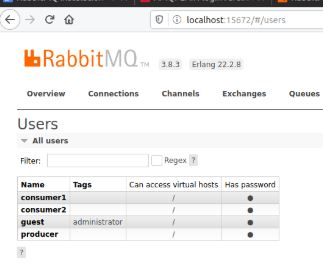 localhost:15672/#/users
RabbitMQ TM 3.8.3 Erlang 22.2.8
Overview Connections Channels Exchanges Queues
Users
All users
Filter: Regex ?
Name Tags Can access virtual hosts Has password
consumer1 / ●
consumer2 / ●
guest administrator / ●
producer / ●
?